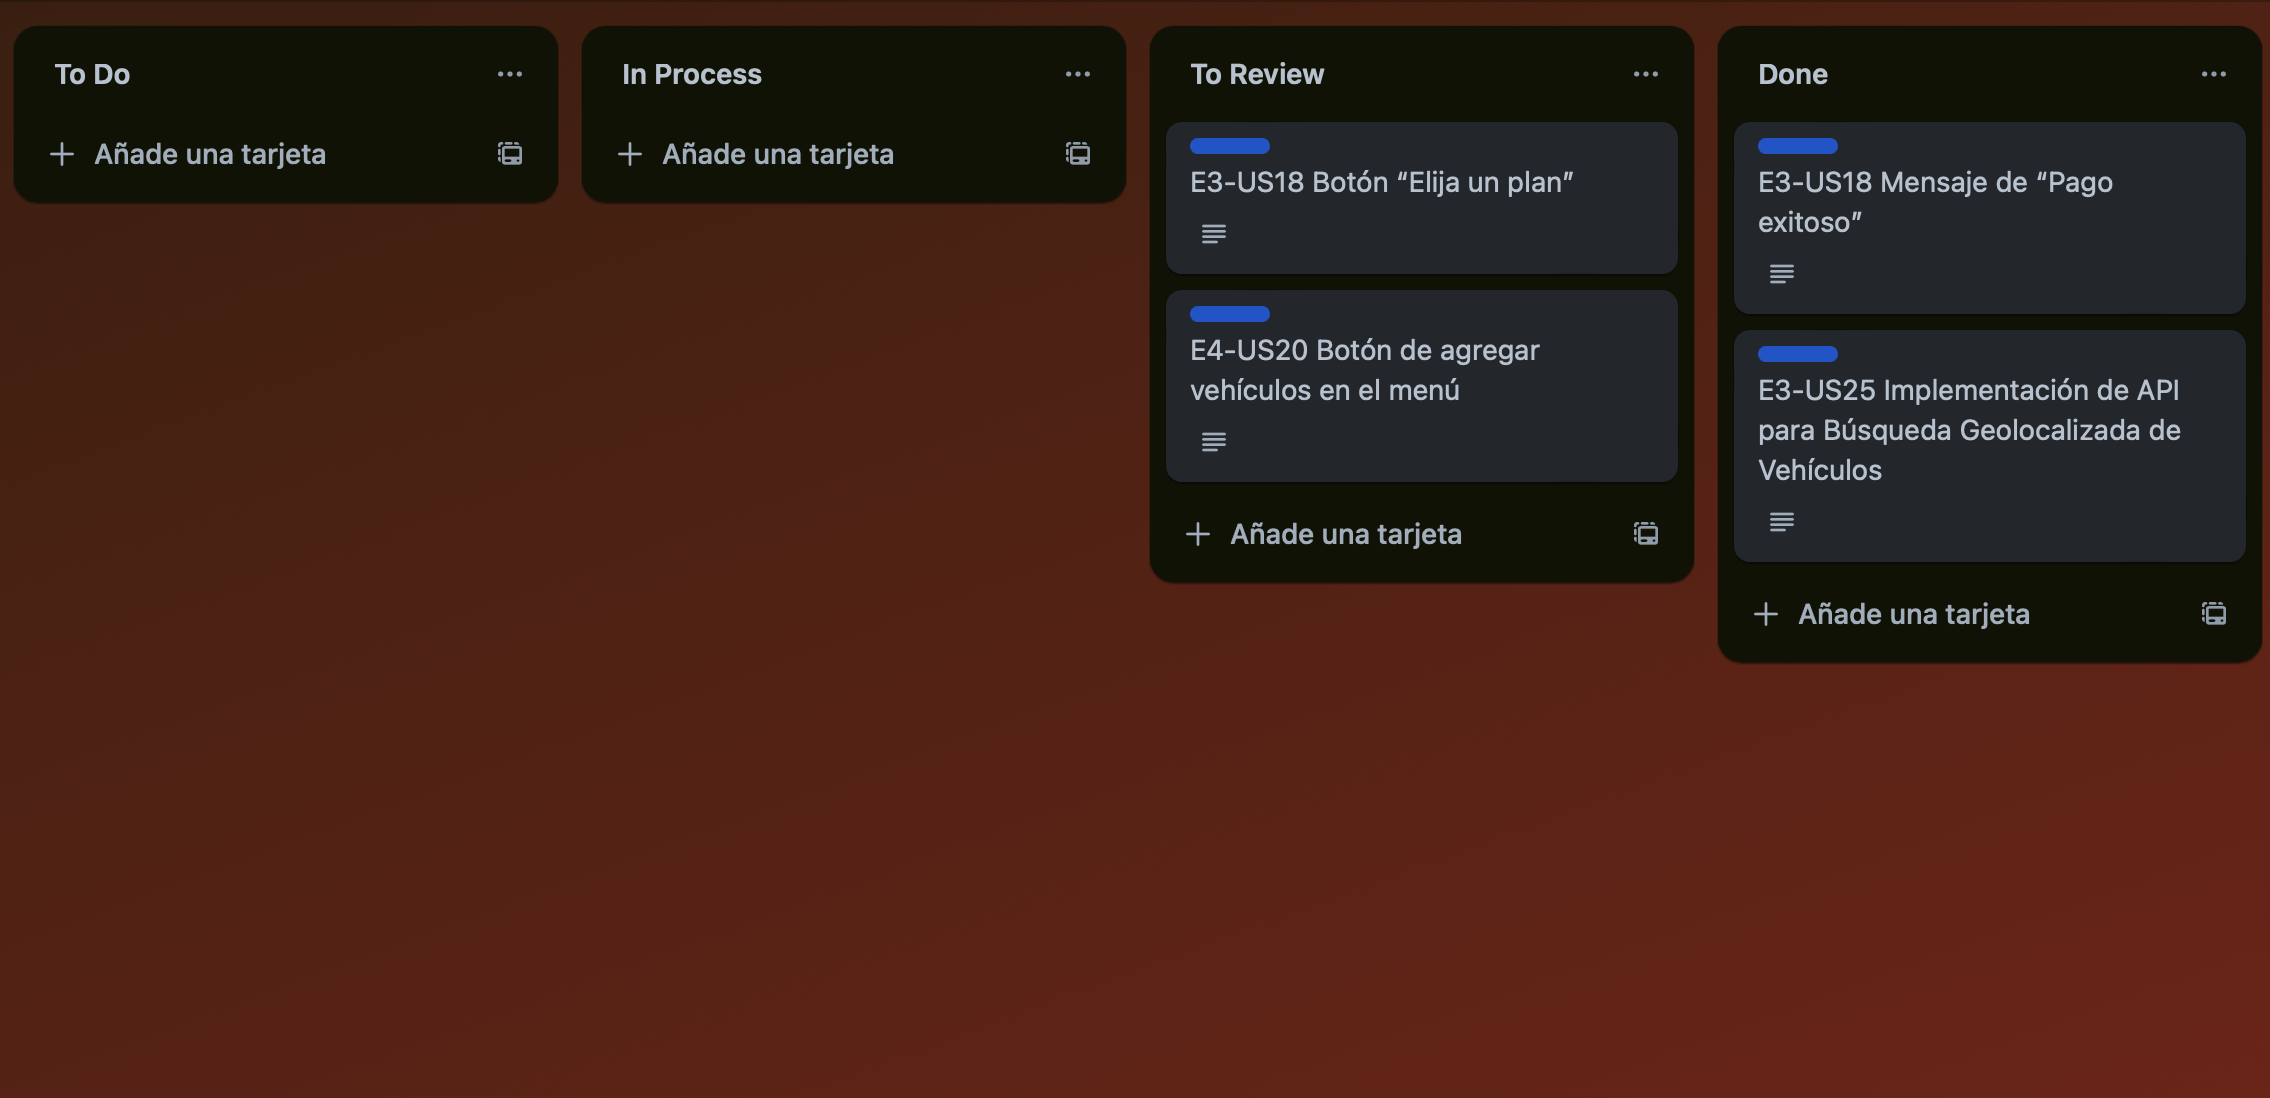 To Do
Añade una tarjeta
In Process
Añade una tarjeta
To Review
E3-US18 Botón “Elija un plan”
E4-US20 Botón de agregar
vehículos en el menú
Añade una tarjeta
Done
E3-US18 Mensaje de “Pago
exitoso”
E3-US25 Implementación de API
para Búsqueda Geolocalizada de
Vehículos
Añade una tarjeta